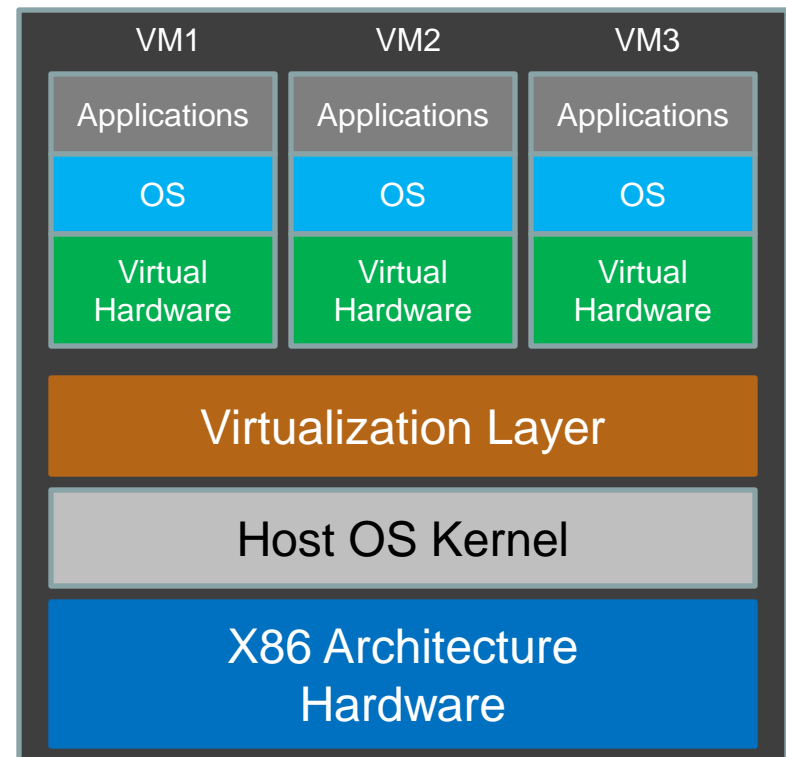 VM1 VM2 VM3
Applications Applications Applications
OS OS OS
Virtual Virtual Virtual
Hardware Hardware Hardware
Virtualization Layer
Host OS Kernel
X86 Architecture
Hardware